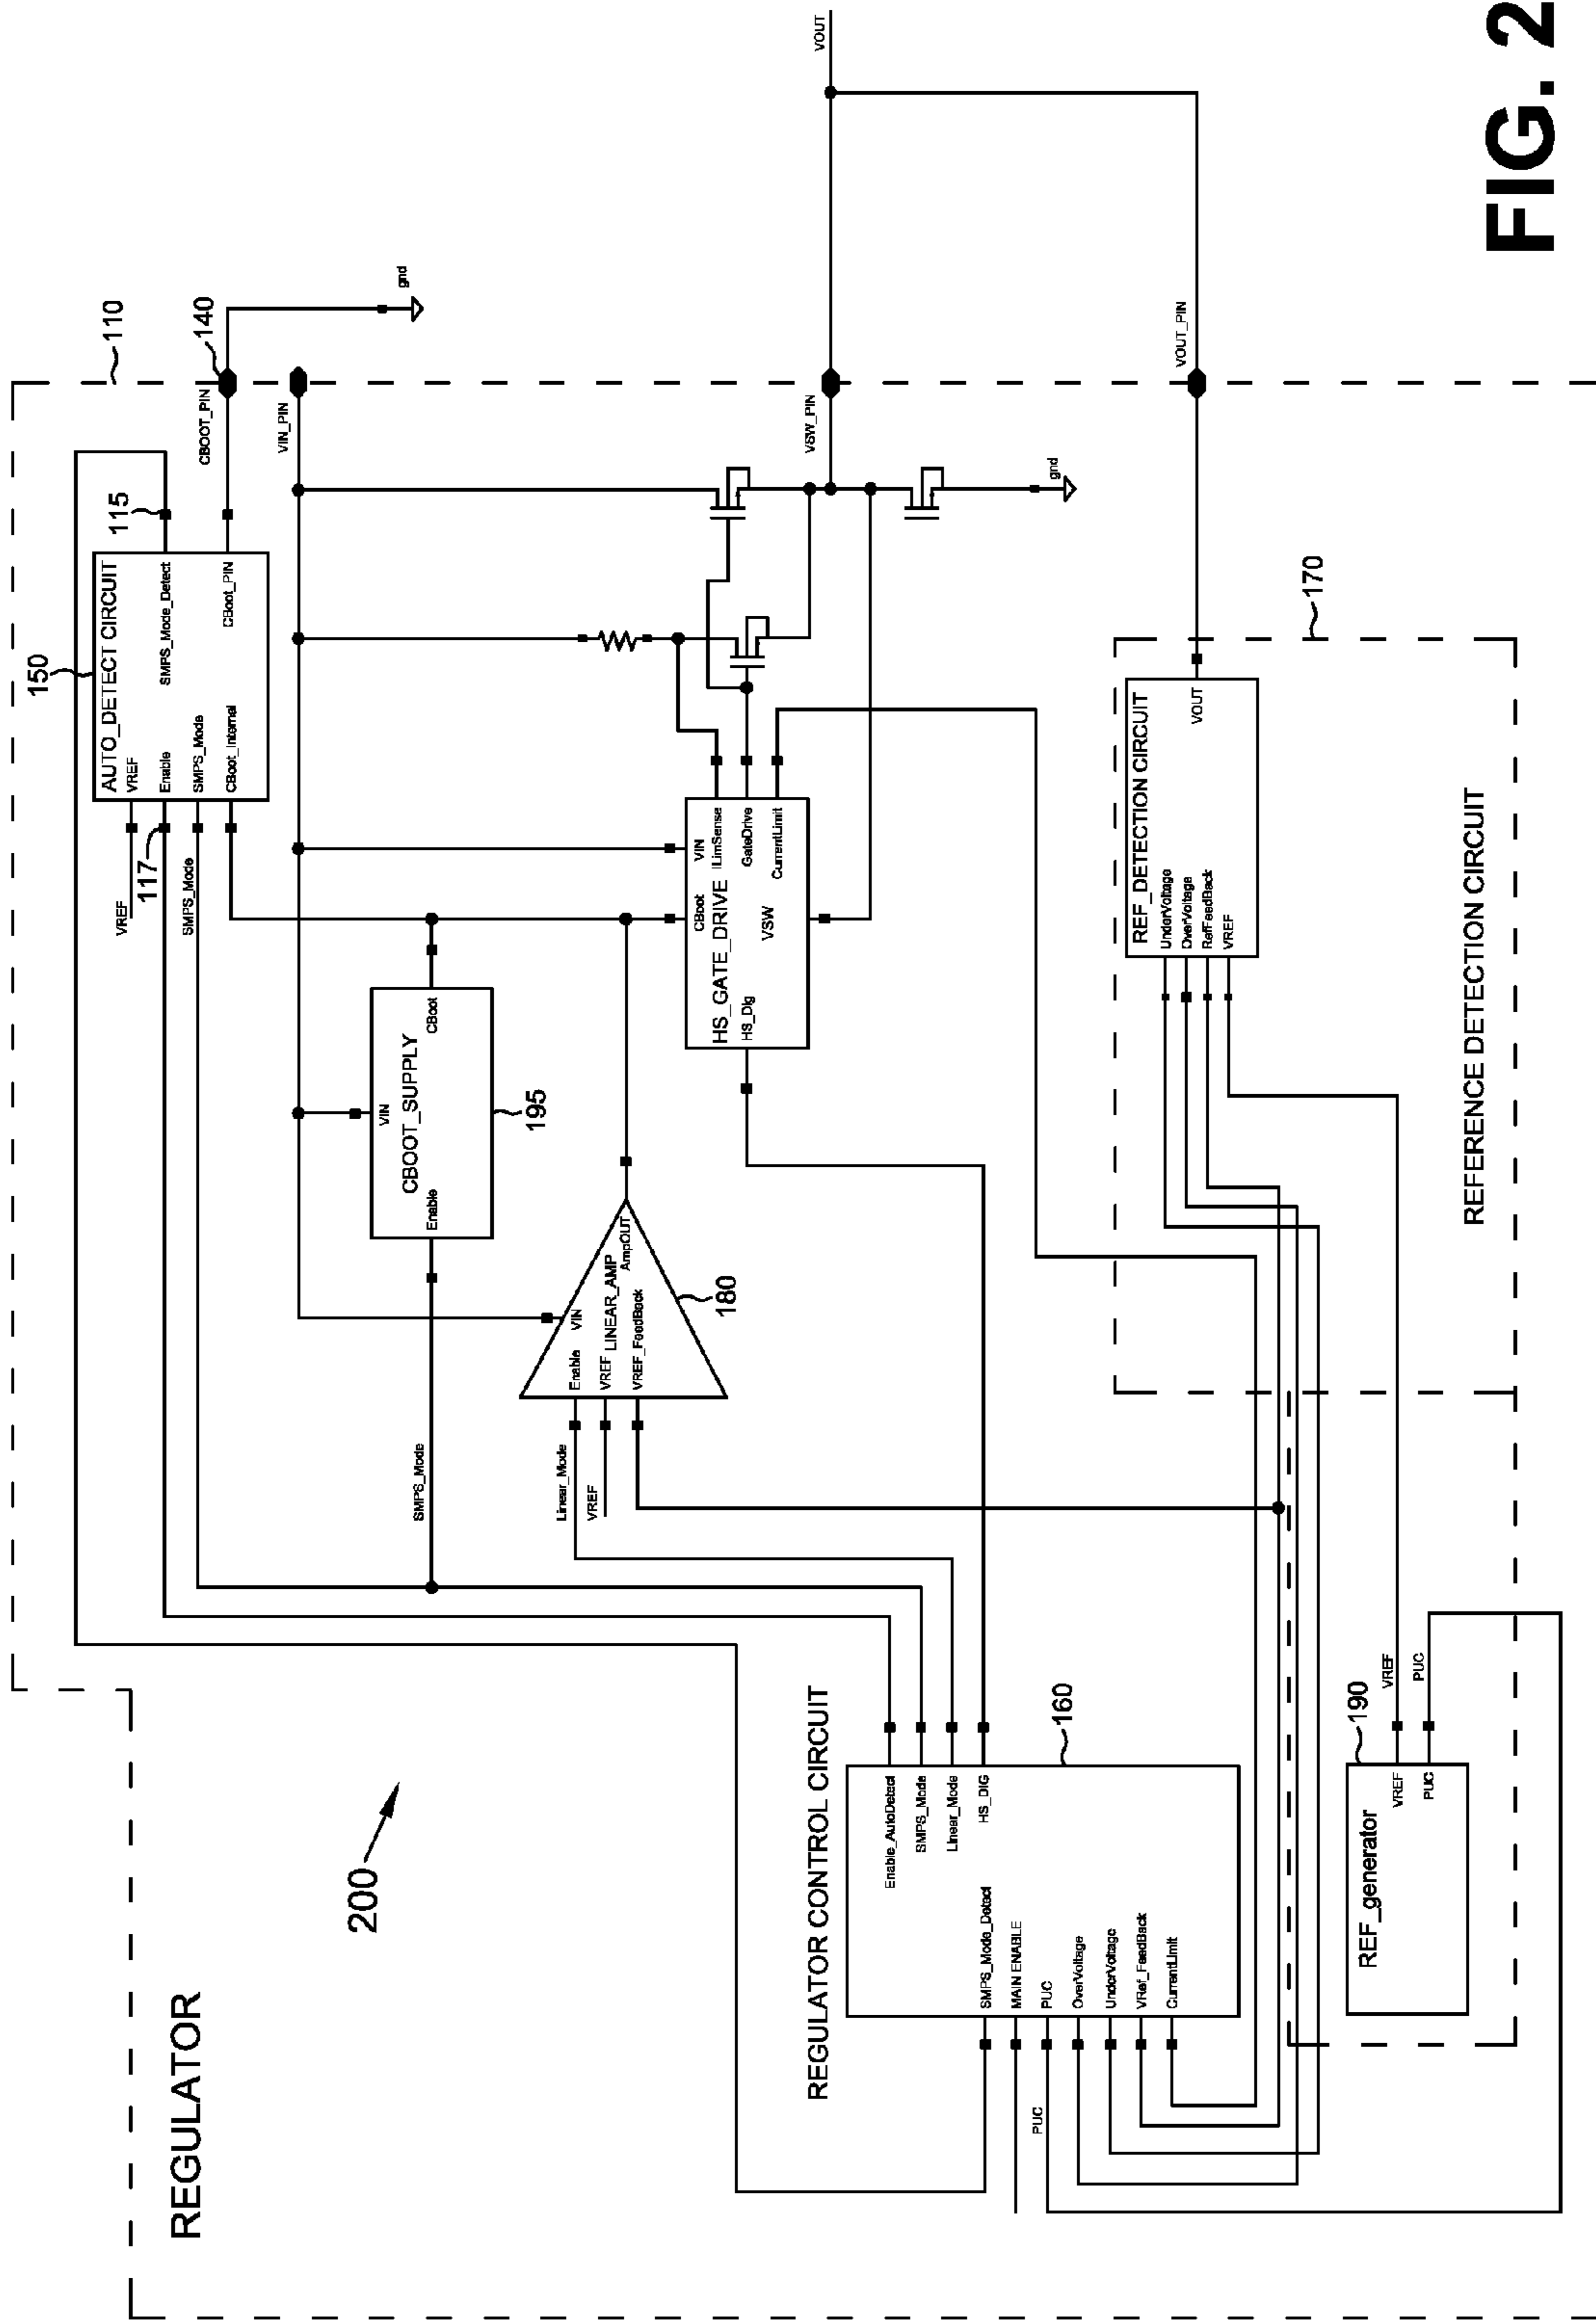 REGULATOR
200
110
150
AUTO_DETECT CIRCUIT
VREF
Enable
SMPS_Mode
CBoot_Internal
SMPS_Mode_Detect
CBoot_PIN
115
117
VREF
SMPS_Mode
CBOOT_PIN
140
gnd
VIN_PIN
CBOOT_SUPPLY
VIN
Enable
CBoot
195
SMPS_Mode
LINEAR_AMP
VIN
Enable
VREF
VREF_FeedBack
AmpOUT
180
Linear_Mode
VREF
HS_GATE_DRIVE
CBoot
VIN
ILimSense
GateDrive
CurrentLimit
HS_Dig
VSW
VSW_PIN
VOUT
gnd
REGULATOR CONTROL CIRCUIT
160
Enable_AutoDetect
SMPS_Mode
Linear_Mode
HS_DIG
SMPS_Mode_Detect
MAIN ENABLE
PUC
OverVoltage
UnderVoltage
VRef_FeedBack
CurrentLimit
PUC
170
REF_DETECTION CIRCUIT
UnderVoltage
OverVoltage
RefFeedBack
VREF
VOUT
VOUT_PIN
REFERENCE DETECTION CIRCUIT
190
REF_generator
VREF
PUC
VREF
PUC
FIG. 2